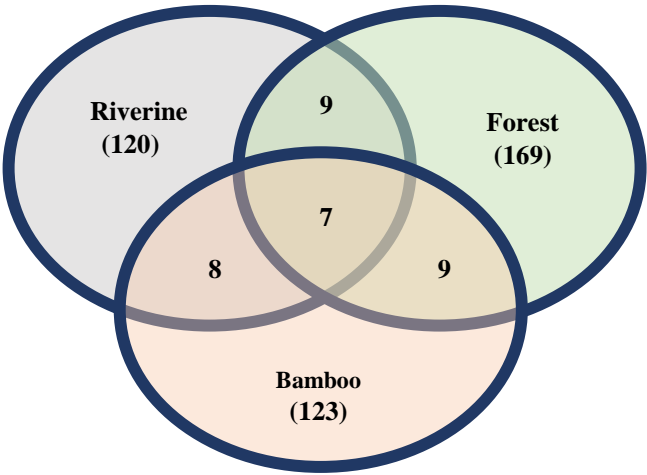 9
Riverine
(120)
Forest
(169)
7
8
9
Bamboo
(123)